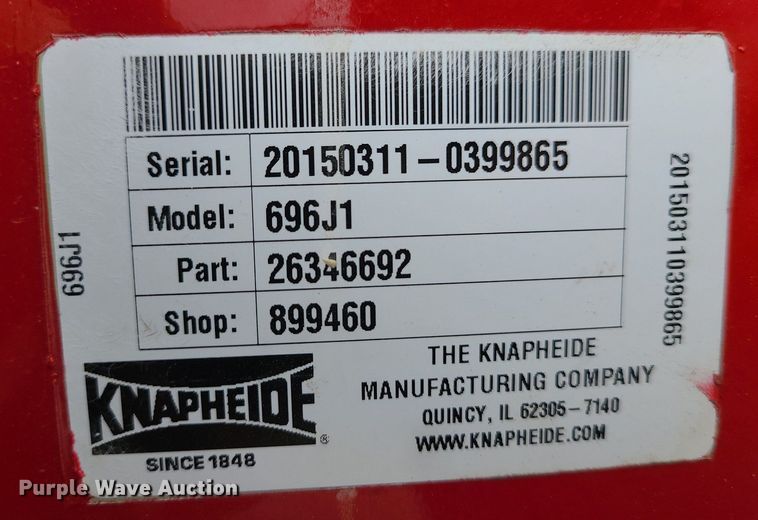 Serial: 20150311-0399865
Model: 696J1
Part: 26346692
Shop: 899460
696J1
201503110399865
KNAPHEIDE®
SINCE 1848
THE KNAPHEIDE
MANUFACTURING COMPANY
QUINCY, IL 62305-7140
WWW.KNAPHEIDE.COM
Purple Wave Auction